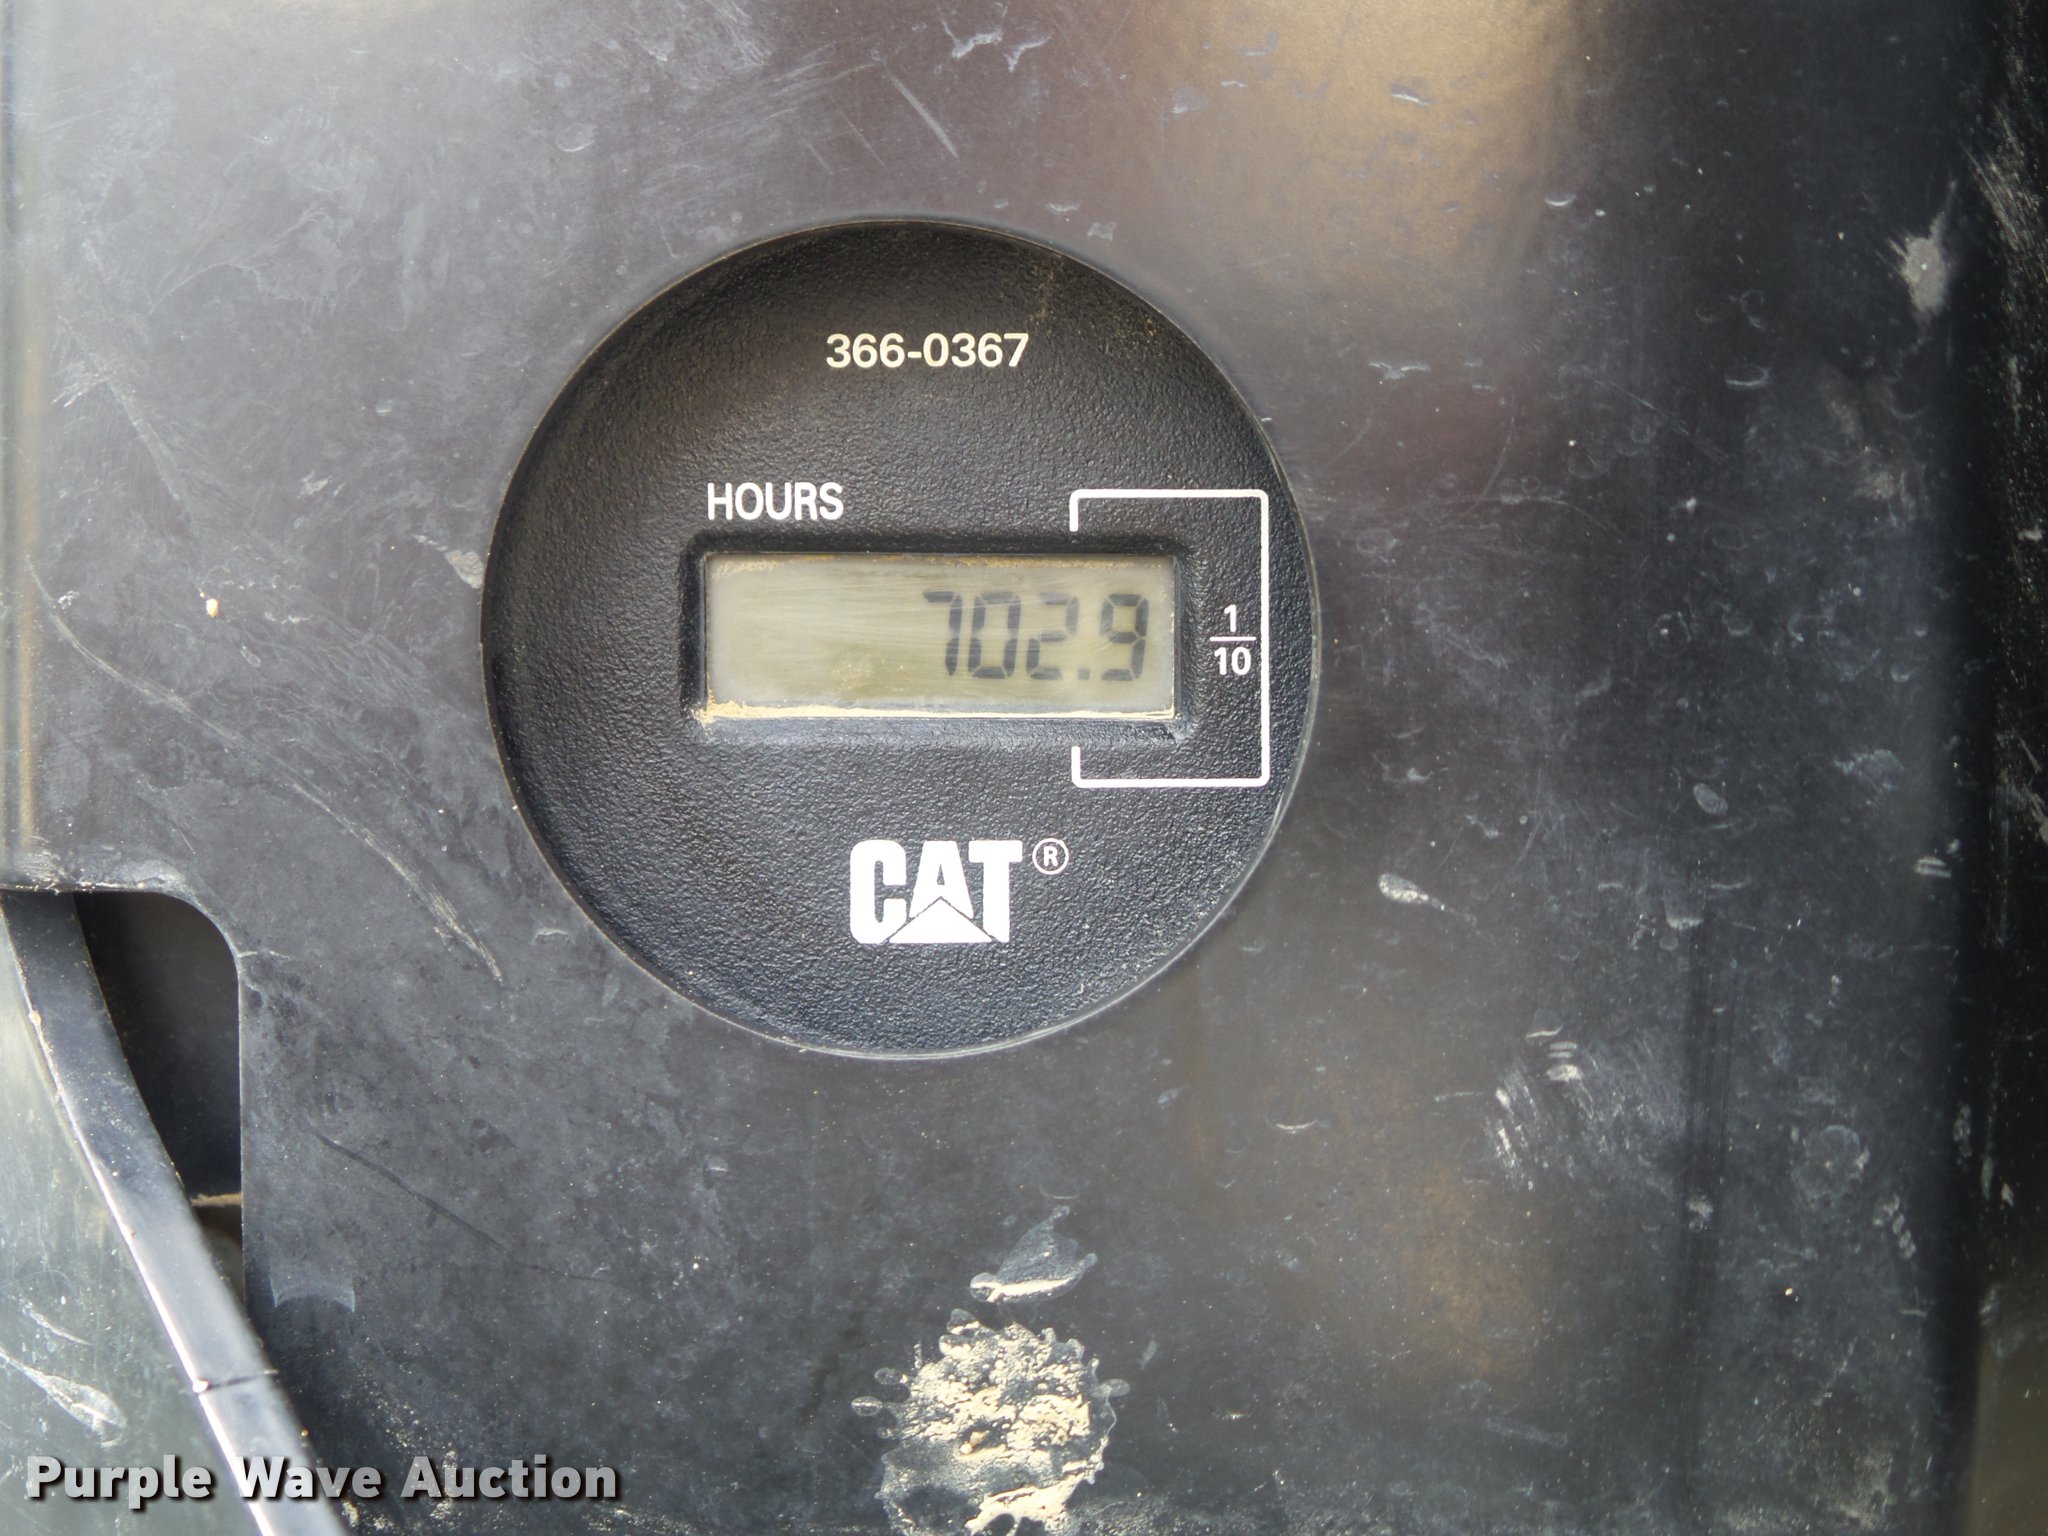 366-0367
HOURS
702.9
1
10
CAT®
Purple Wave Auction